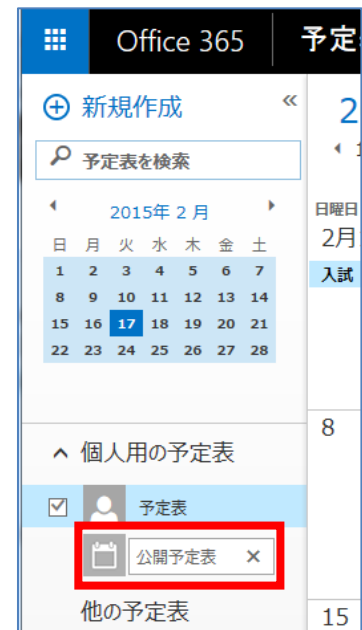 Office 365 予定
新規作成 «
予定表を検索
2015年 2 月
日 月 火 水 木 金 土
1 2 3 4 5 6 7
8 9 10 11 12 13 14
15 16 17 18 19 20 21
22 23 24 25 26 27 28
個人用の予定表
予定表
公開予定表 ×
他の予定表
2
日曜日
2月
入試
8
15